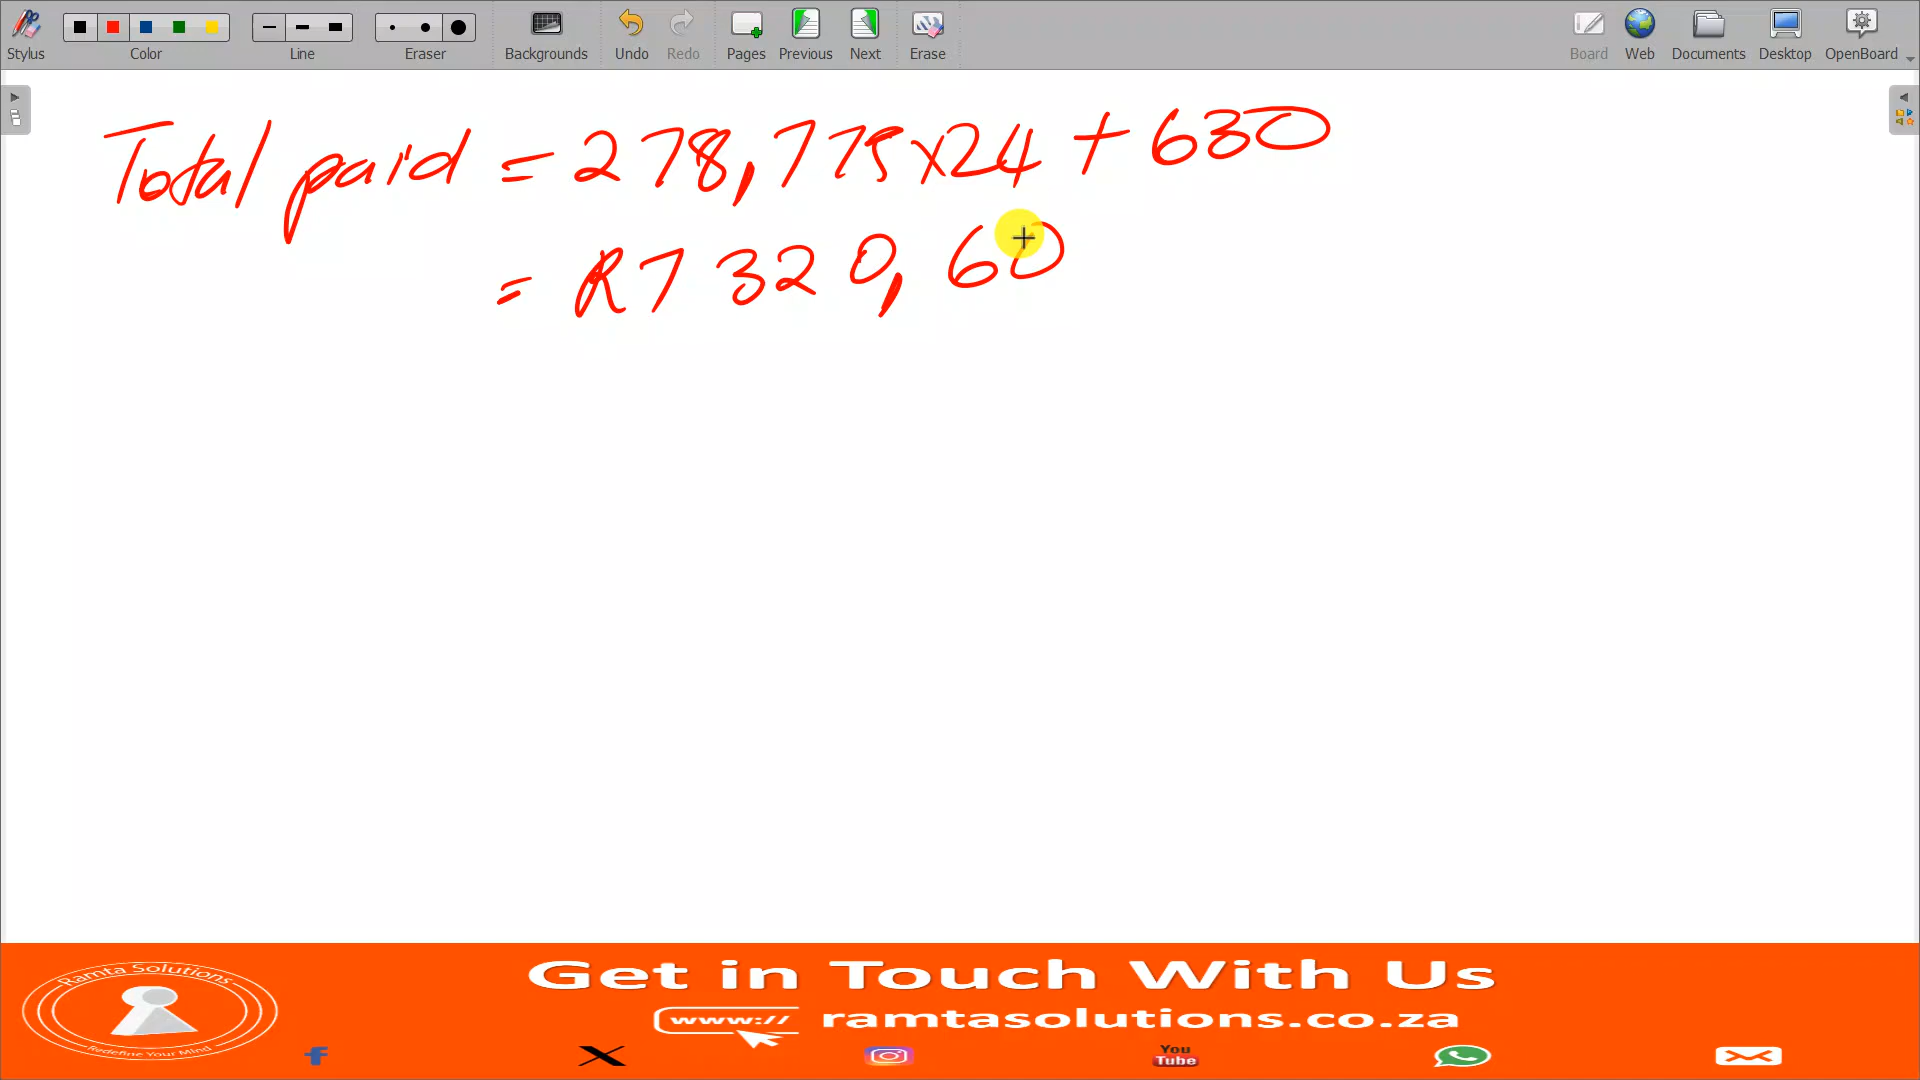 Stylus Color Line Eraser Backgrounds Undo Redo Pages Previous Next Erase Board Web Documents Desktop OpenBoard
Total paid = 278,775 x 24 + 630
= R7 320, 60
Get in Touch With Us
www:// ramtasolutions.co.za
Ramta Solutions
Redefine Your Mind
You Tube